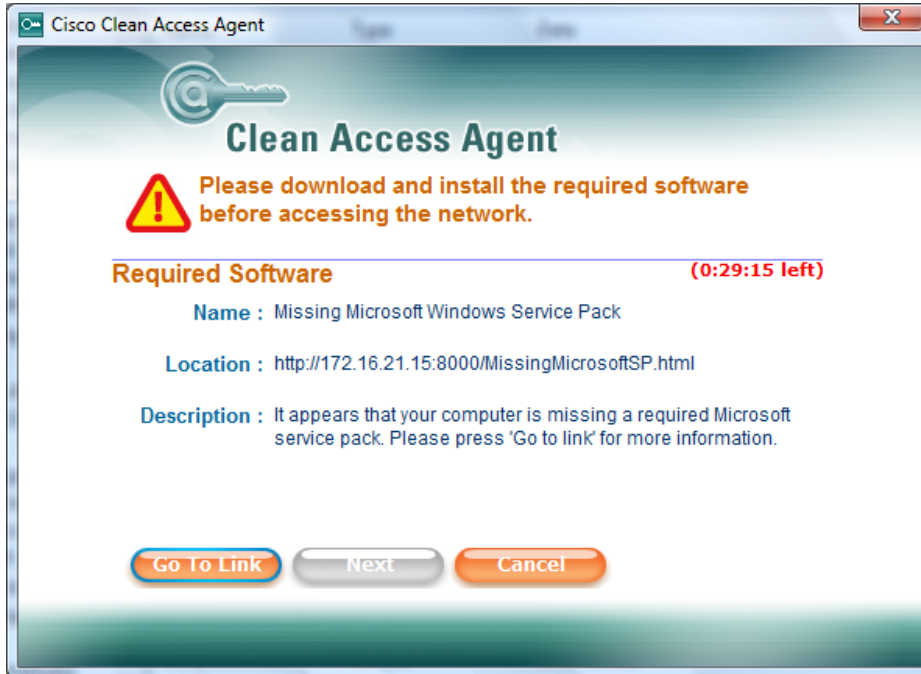 Cisco Clean Access Agent
Type Date
Clean Access Agent
Please download and install the required software
before accessing the network.
Required Software (0:29:15 left)
Name : Missing Microsoft Windows Service Pack
Location : http://172.16.21.15:8000/MissingMicrosoftSP.html
Description : It appears that your computer is missing a required Microsoft
service pack. Please press 'Go to link' for more information.
Go To Link Next Cancel